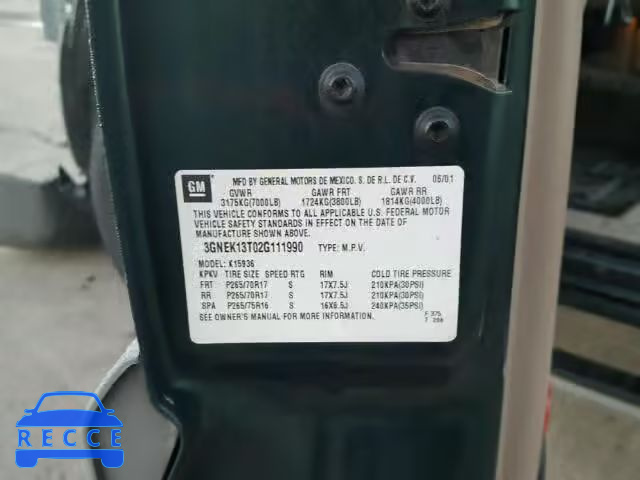 GM
MFD BY GENERAL MOTORS DE MEXICO. S. DE R.L. DE C.V. 05/01
GVWR GAWR FRT GAWR RR
3175KG(7000LB) 1724KG(3800LB) 1814KG(4000LB)
THIS VEHICLE CONFORMS TO ALL APPLICABLE U.S. FEDERAL MOTOR
VEHICLE SAFETY STANDARDS IN EFFECT ON THE DATE OF
MANUFACTURE SHOWN ABOVE.
3GNEK13T02G111990 TYPE: M.P.V.
MODEL: K15936
KPKV TIRE SIZE SPEED RTG RIM COLD TIRE PRESSURE
FRT P265/70R17 S 17X7.5J 210KPA(30PSI)
RR P265/70R17 S 17X7.5J 210KPA(30PSI)
SPA P265/75R16 S 16X6.5J 240KPA(35PSI)
SEE OWNER'S MANUAL FOR MORE INFORMATION.
F 375
RECCE